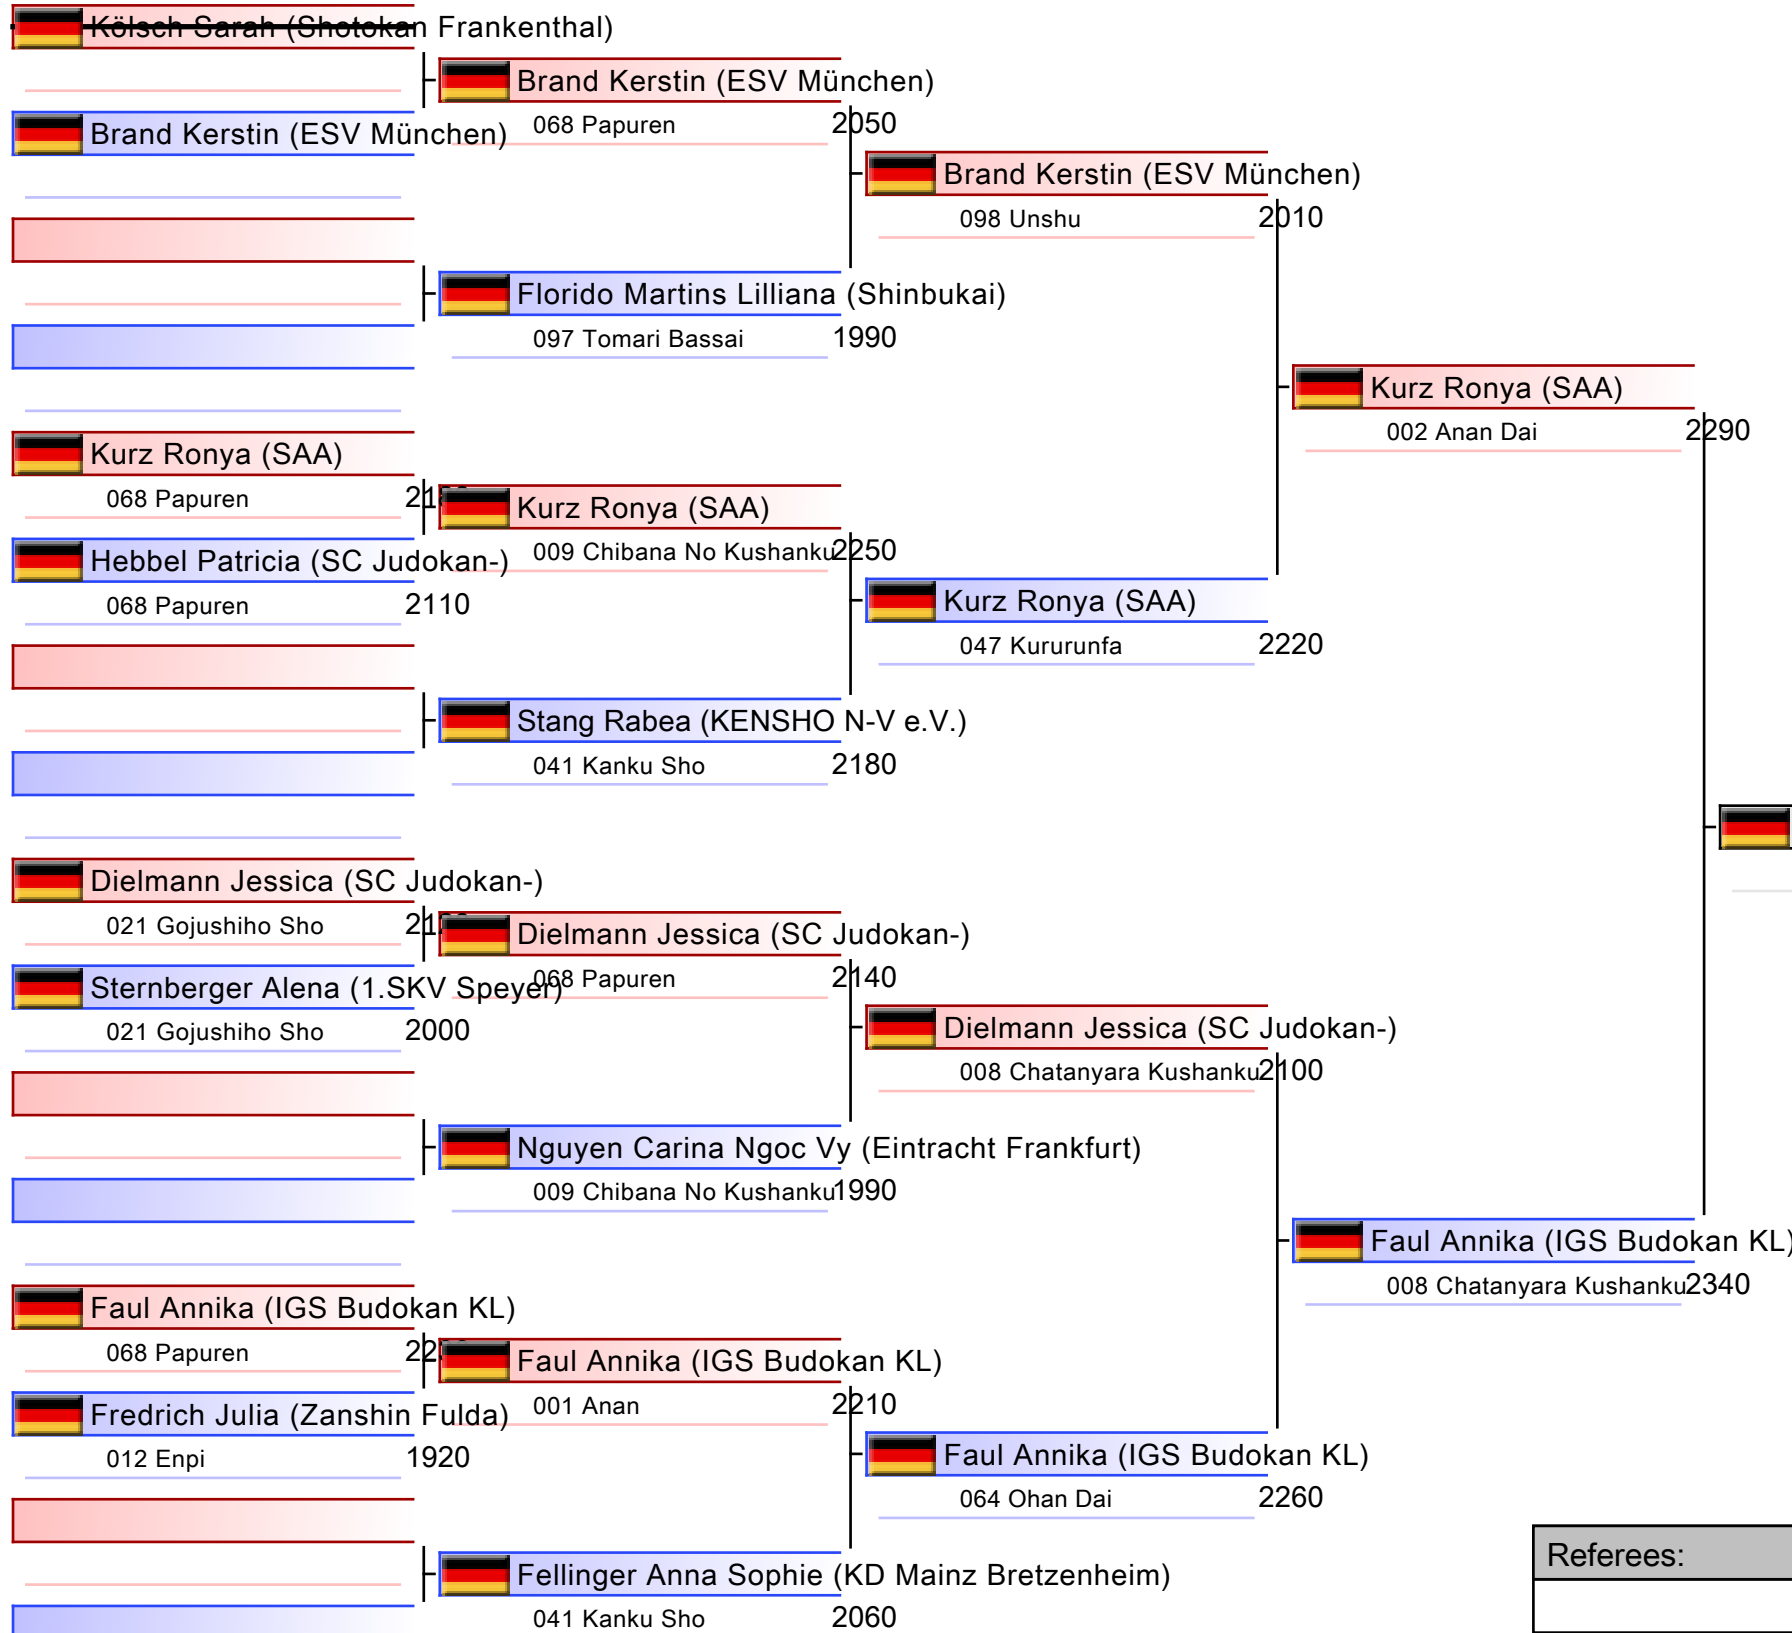 Kölsch Sarah (Shotokan Frankenthal)
Brand Kerstin (ESV München)
Kurz Ronya (SAA)
068 Papuren
Hebbel Patricia (SC Judokan-)
068 Papuren 2110
Dielmann Jessica (SC Judokan-)
021 Gojushiho Sho
Sternberger Alena (1.SKV Speyer)
021 Gojushiho Sho 2000
Faul Annika (IGS Budokan KL)
068 Papuren
Fredrich Julia (Zanshin Fulda)
012 Enpi 1920
Brand Kerstin (ESV München)
068 Papuren 2050
Florido Martins Lilliana (Shinbukai)
097 Tomari Bassai 1990
Kurz Ronya (SAA)
009 Chibana No Kushanku 2250
Stang Rabea (KENSHO N-V e.V.)
041 Kanku Sho 2180
Dielmann Jessica (SC Judokan-)
068 Papuren 2140
Nguyen Carina Ngoc Vy (Eintracht Frankfurt)
009 Chibana No Kushanku 1990
Faul Annika (IGS Budokan KL)
001 Anan 2210
Fellinger Anna Sophie (KD Mainz Bretzenheim)
041 Kanku Sho 2060
Brand Kerstin (ESV München)
098 Unshu 2010
Kurz Ronya (SAA)
047 Kururunfa 2220
Dielmann Jessica (SC Judokan-)
008 Chatanyara Kushanku 2100
Faul Annika (IGS Budokan KL)
064 Ohan Dai 2260
Kurz Ronya (SAA)
002 Anan Dai 2290
Faul Annika (IGS Budokan KL)
008 Chatanyara Kushanku 2340
Referees: